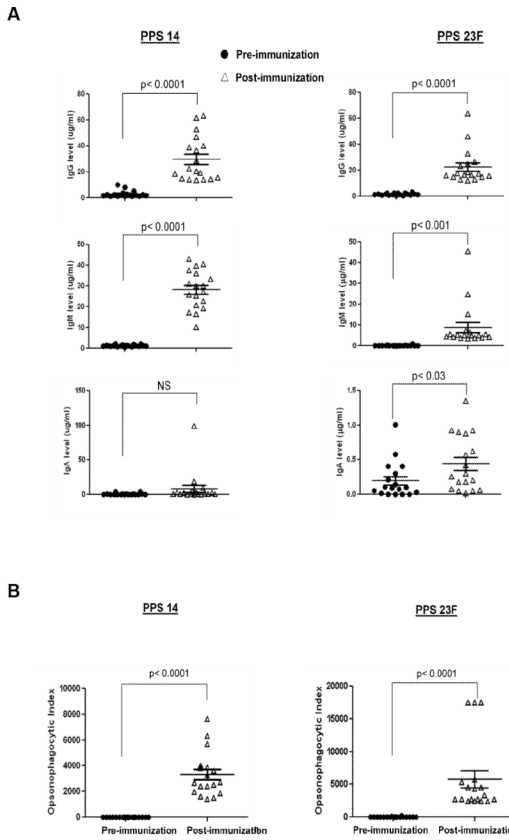 A
PPS 14
PPS 23F
Pre-immunization
Post-immunization
p< 0.0001
IgG level (ug/ml)
80
60
40
20
0
p< 0.0001
IgG level (ug/ml)
80
60
40
20
0
p< 0.0001
IgM level (ug/ml)
50
40
30
20
10
0
p< 0.001
IgM level (µg/ml)
50
40
30
20
10
0
NS
IgA level (ug/ml)
150
100
50
0
p< 0.03
IgA level (µg/ml)
1.5
1.0
0.5
0.0
B
PPS 14
PPS 23F
p< 0.0001
Opsonophagocytic Index
10000
8000
6000
4000
2000
0
Pre-immunization
Post-immunization
p< 0.0001
Opsonophagocytic Index
20000
15000
10000
5000
0
Pre-immunization
Post-immunization